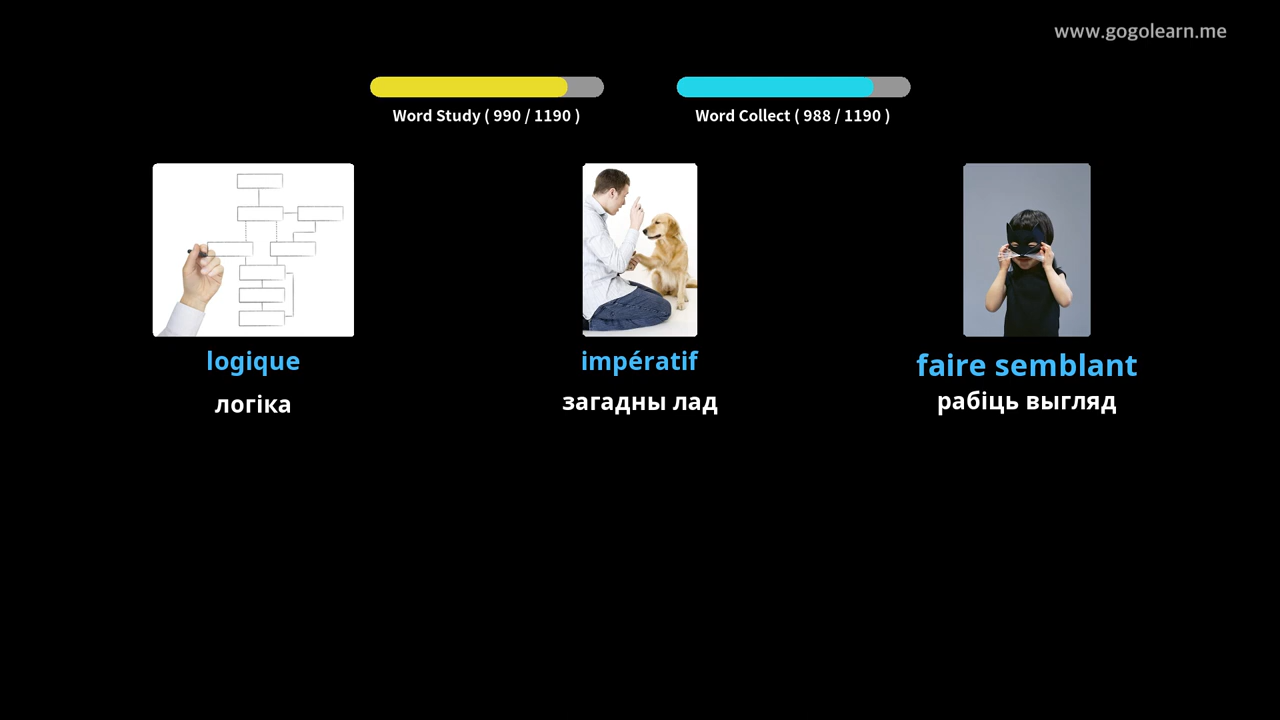 www.gogolearn.me
Word Study ( 990 / 1190 )
Word Collect ( 988 / 1190 )
logique
impératif
faire semblant
логіка
загадны лад
рабіць выгляд